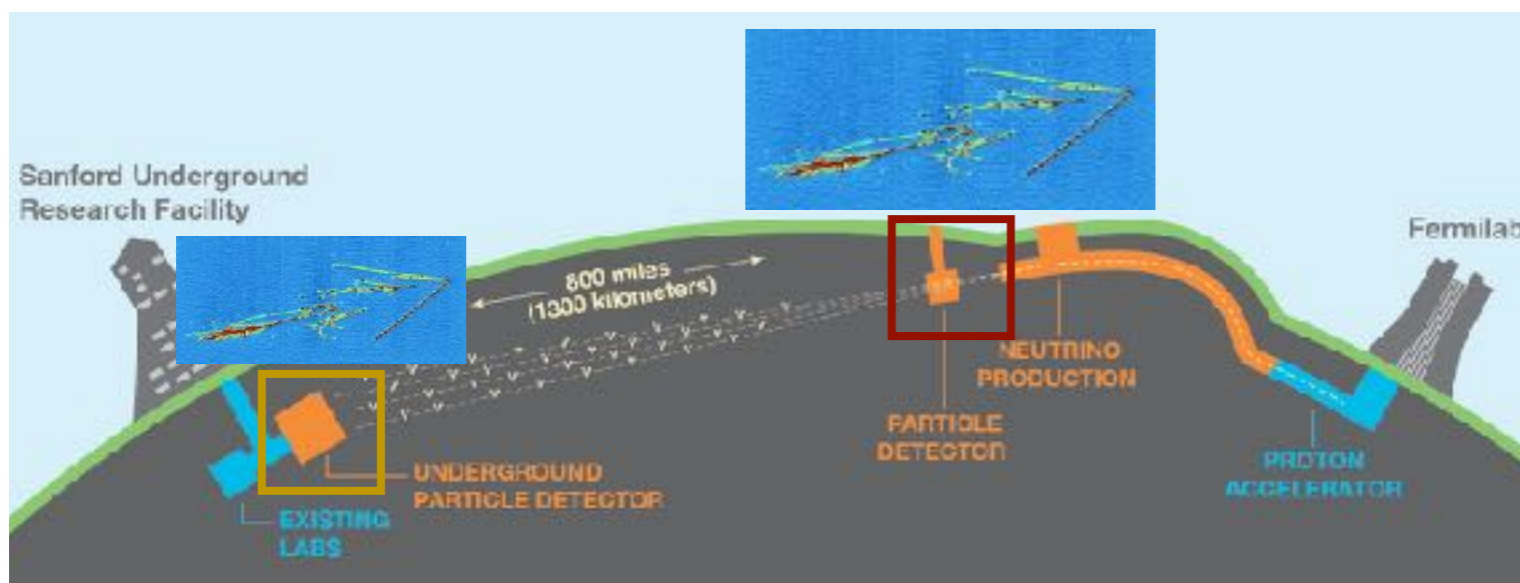 Sanford Underground
Research Facility
Fermilab
800 miles
(1300 kilometers)
NEUTRINO
PRODUCTION
PARTICLE
DETECTOR
UNDERGROUND
PARTICLE DETECTOR
PROTON
ACCELERATOR
EXISTING
LABS